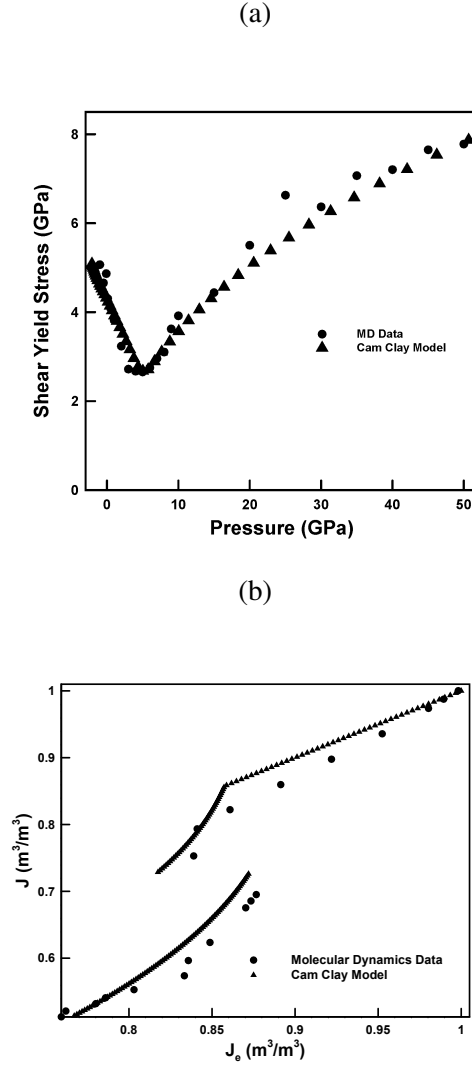 (a)
8
6
4
2
0
0 10 20 30 40 50
Shear Yield Stress (GPa)
MD Data
Cam Clay Model
Pressure (GPa)
(b)
1
0.9
0.8
0.7
0.6
J (m³/m³)
Molecular Dynamics Data
Cam Clay Model
0.8 0.85 0.9 0.95 1
Jₑ (m³/m³)